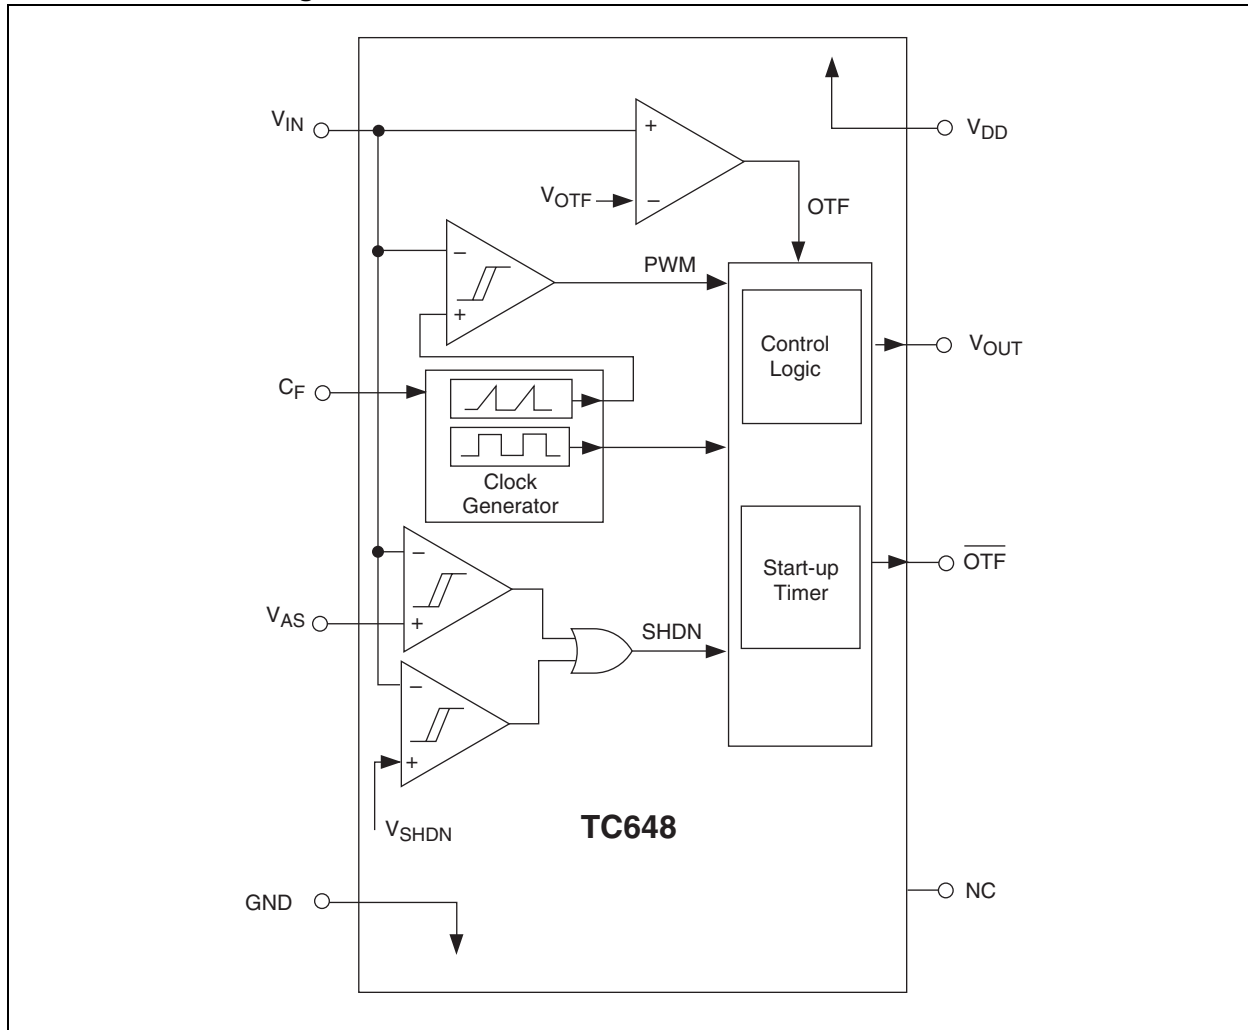 V_IN
V_DD
+
V_OTF
−
OTF
−
PWM
+
Control
Logic
V_OUT
C_F
Clock
Generator
−
Start-up
Timer
O̅T̅F̅
V_AS
+
SHDN
−
+
V_SHDN
TC648
GND
NC